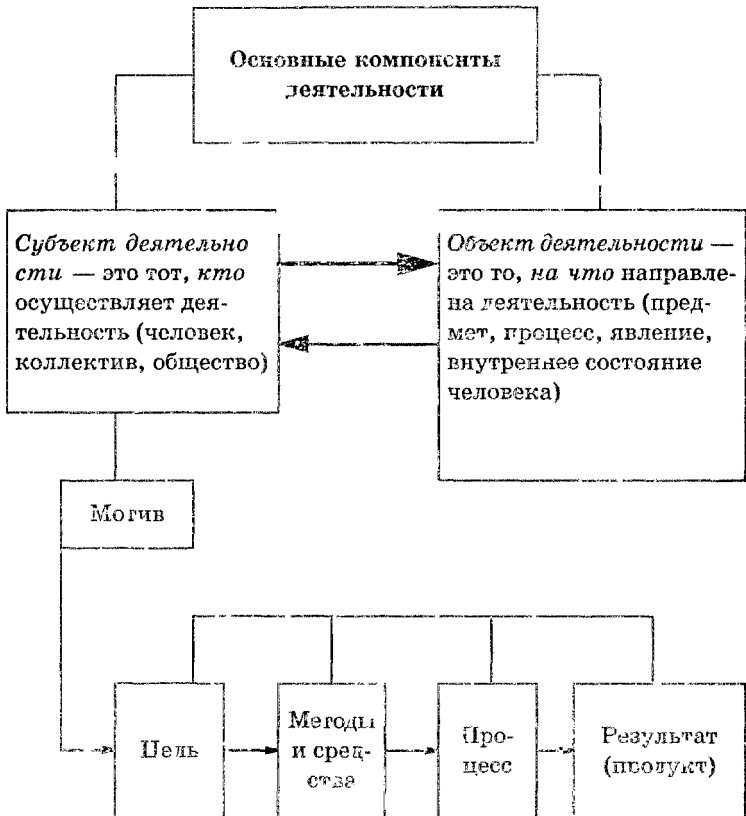 Основные компоненты
деятельности
Субъект деятельно
сти — это тот, кто
осуществляет дея-
тельность (человек,
коллектив, общество)
Объект деятельности —
это то, на что направле-
на деятельность (пред-
мет, процесс, явление,
внутреннее состояние
человека)
Мотив
Цель
Методы
и сред-
ства
Про-
цесс
Результат
(продукт)